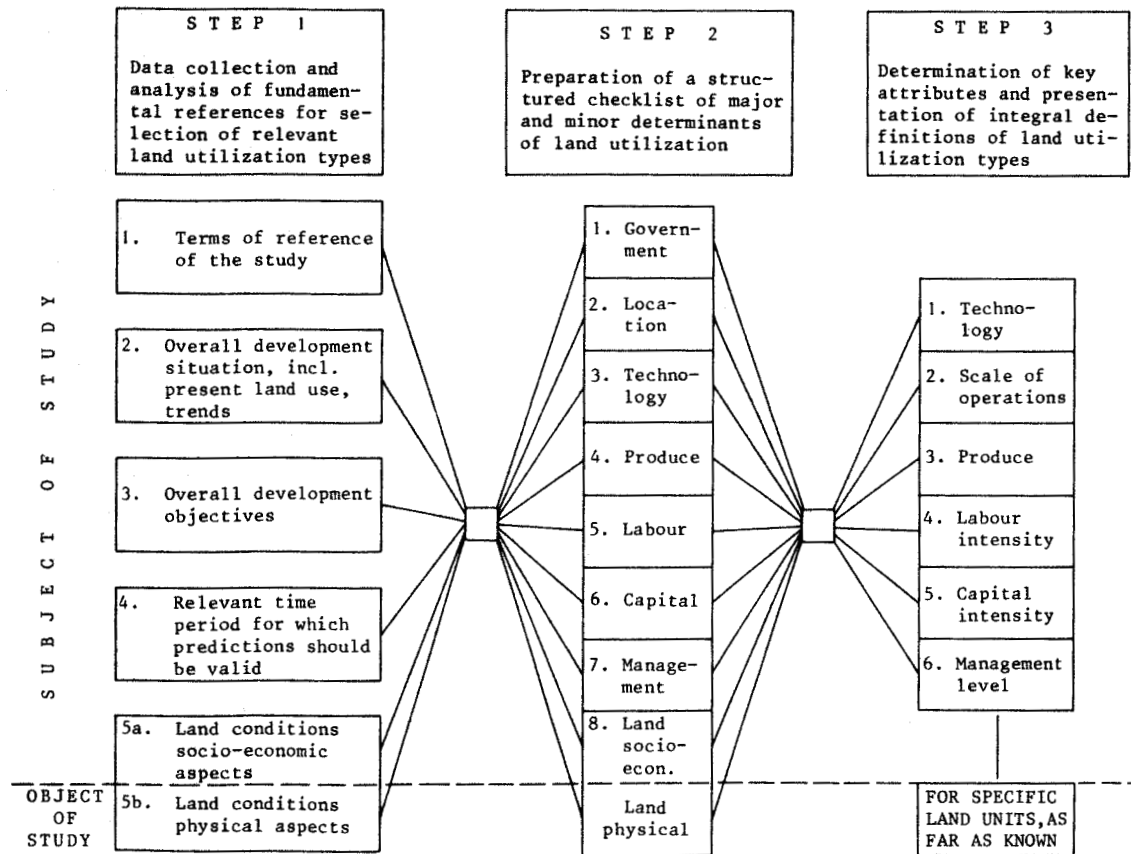 STEP 1
Data collection and
analysis of fundamen-
tal references for se-
lection of relevant
land utilization types
STEP 2
Preparation of a struc-
tured checklist of major
and minor determinants
of land utilization
STEP 3
Determination of key
attributes and presen-
tation of integral de-
finitions of land uti-
lization types
SUBJECT OF STUDY
1. Terms of reference
of the study
2. Overall development
situation, incl.
present land use,
trends
3. Overall development
objectives
4. Relevant time
period for which
predictions should
be valid
5a. Land conditions
socio-economic
aspects
OBJECT
OF
STUDY
5b. Land conditions
physical aspects
1. Govern-
ment
2. Loca-
tion
3. Techno-
logy
4. Produce
5. Labour
6. Capital
7. Manage-
ment
8. Land
socio-
econ.
Land
physical
1. Techno-
logy
2. Scale of
operations
3. Produce
4. Labour
intensity
5. Capital
intensity
6. Management
level
FOR SPECIFIC
LAND UNITS, AS
FAR AS KNOWN